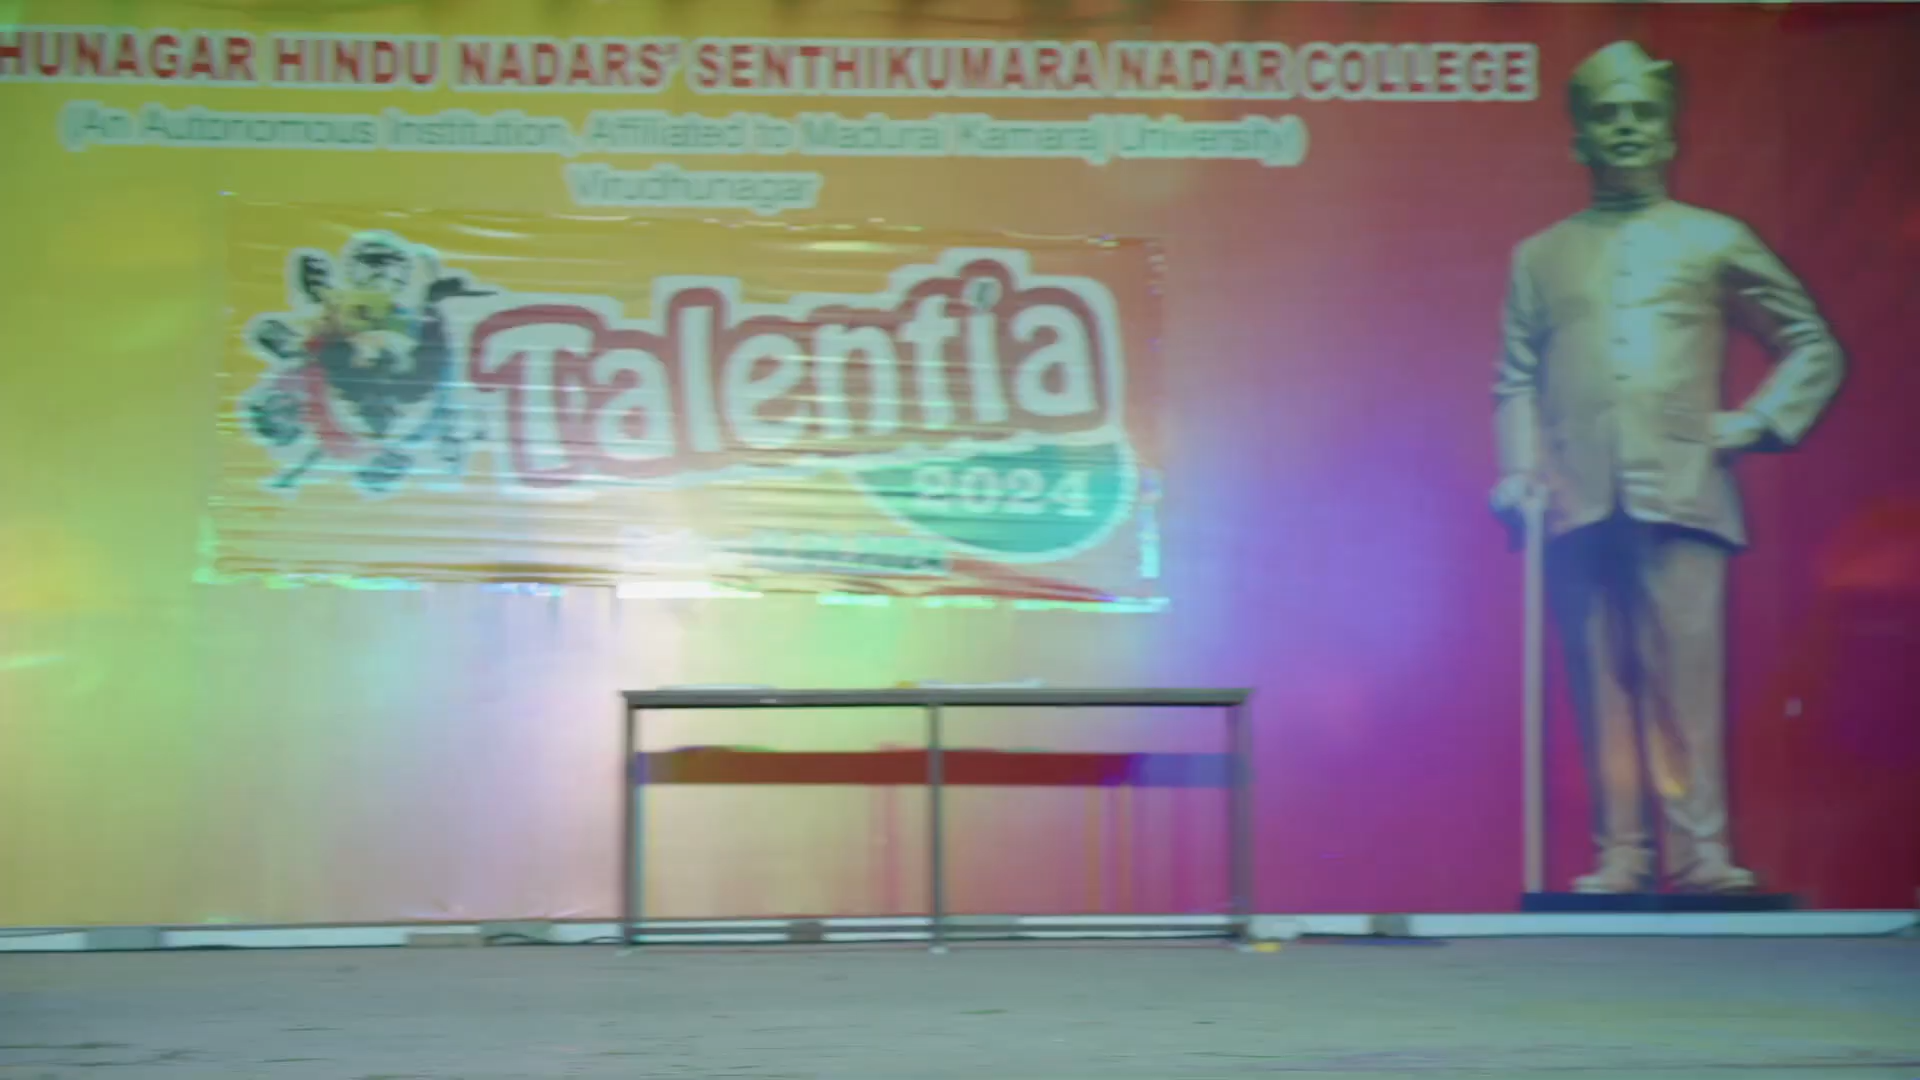 HUNAGAR HINDU NADARS' SENTHIKUMARA NADAR COLLEGE
(An Autonomous Institution, Affiliated to Madurai Kamaraj University)
Virudhunagar
Talentia
2024